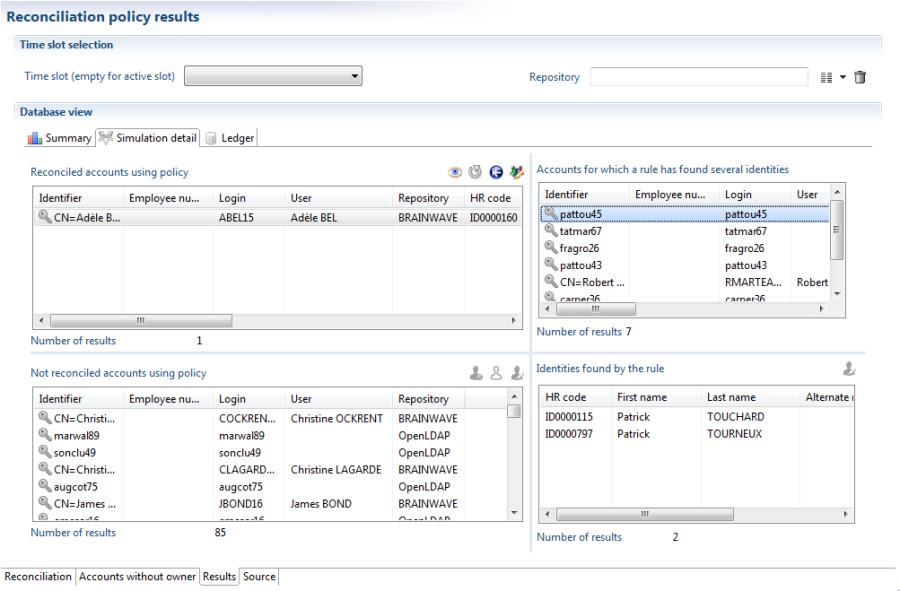 Reconciliation policy results
Time slot selection
Time slot (empty for active slot)
Repository
Database view
Summary Simulation detail Ledger
Reconciled accounts using policy
Identifier Employee nu... Login User Repository HR code
CN=Adèle B... ABEL15 Adèle BEL BRAINWAVE ID0000160
Number of results 1
Accounts for which a rule has found several identities
Identifier Employee nu... Login User
pattou45 pattou45
tatmar67 tatmar67
fragro26 fragro26
pattou43 pattou43
CN=Robert ... RMARTEA... Robert
carper36 carper36
Number of results 7
Not reconciled accounts using policy
Identifier Employee nu... Login User Repository
CN=Christi... COCKREN... Christine OCKRENT BRAINWAVE
marwal89 marwal89 OpenLDAP
sonclu49 sonclu49 OpenLDAP
CN=Christi... CLAGARD... Christine LAGARDE BRAINWAVE
augcot75 augcot75 OpenLDAP
CN=James ... JBOND16 James BOND BRAINWAVE
OpenLDAP
Number of results 85
Identities found by the rule
HR code First name Last name Alternate
ID0000115 Patrick TOUCHARD
ID0000797 Patrick TOURNEUX
Number of results 2
Reconciliation Accounts without owner Results Source